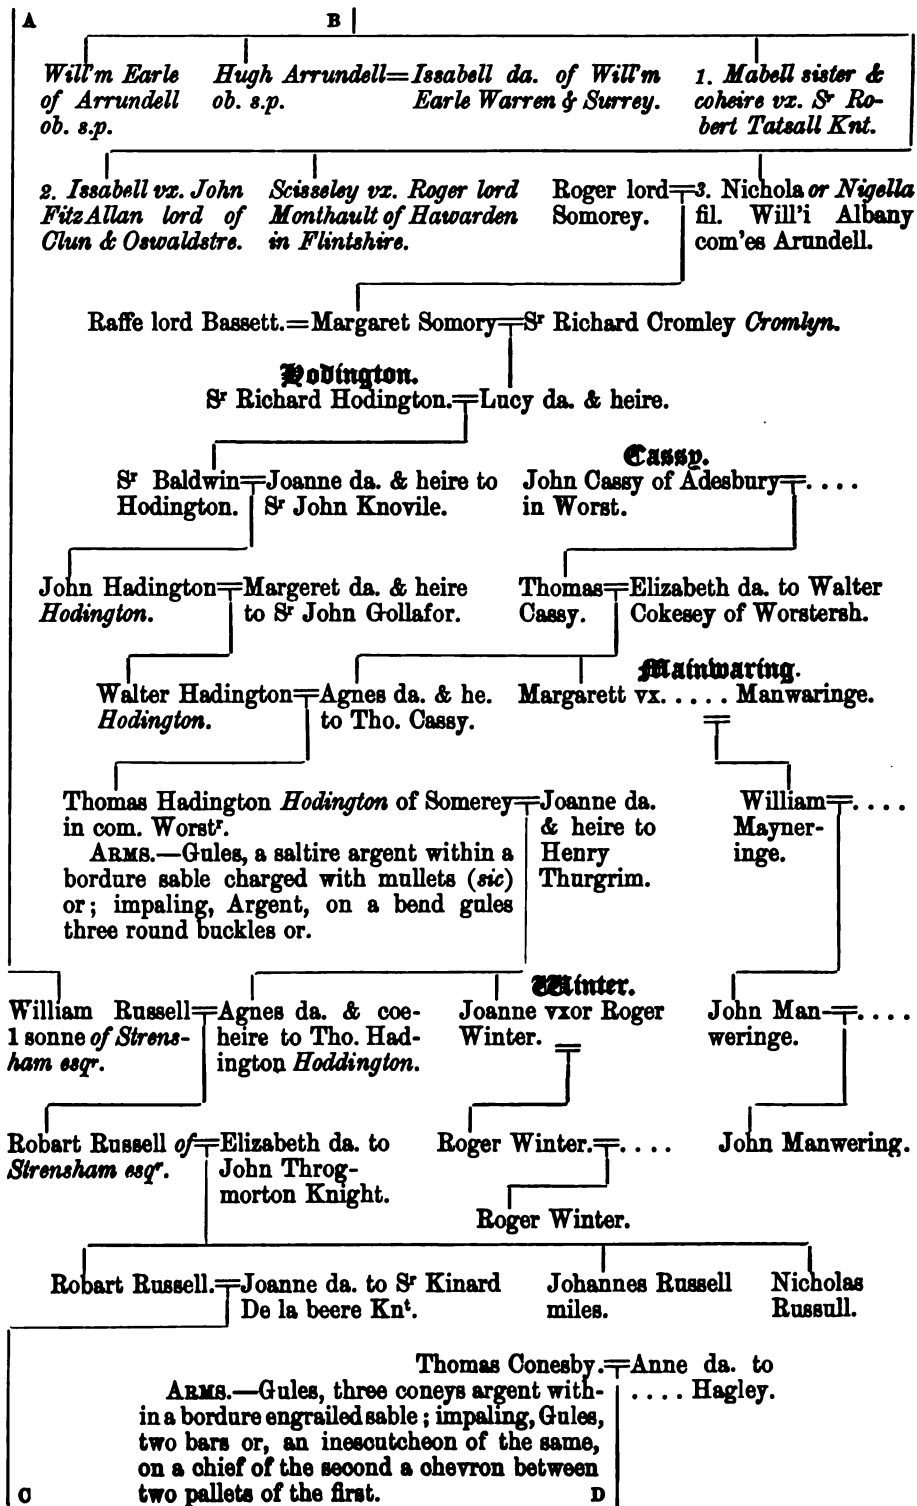 A B
Will'm Earle of Arrundell ob. s.p.
Hugh Arrundell=Issabell da. of Will'm
ob. s.p. Earle Warren & Surrey.
1. Mabell sister &
coheire vx. Sʳ Ro-
bert Tatsall Knt.
2. Issabell vx. John
FitzAllan lord of
Clun & Oswaldstre.
Scisseley vx. Roger lord
Monthault of Hawarden
in Flintshire.
Roger lord
Somorey.
3. Nichola or Nigella
fil. Will'i Albany
com'es Arundell.
Raffe lord Bassett.=Margaret Somory=Sʳ Richard Cromley Cromlyn.
Hodington.
Sʳ Richard Hodington.=Lucy da. & heire.
Sʳ Baldwin
Hodington.
Joanne da. & heire to
Sʳ John Knovile.
Cassy.
John Cassy of Adesbury=. . . .
in Worst.
John Hadington
Hodington.
Margeret da. & heire
to Sʳ John Gollafor.
Thomas
Cassy.
Elizabeth da. to Walter
Cokesey of Worstersh.
Walter Hadington
Hodington.
Agnes da. & he.
to Tho. Cassy.
Mainwaring.
Margarett vx. . . . . . Manwaringe.
=
Thomas Hadington Hodington of Somerey
in com. Worstʳ.
ARMS.—Gules, a saltire argent within a
bordure sable charged with mullets (sic)
or; impaling, Argent, on a bend gules
three round buckles or.
Joanne da.
& heire to
Henry
Thurgrim.
William=. . . .
Mayner-
inge.
William Russell
1 sonne of Strens-
ham esqʳ.
Agnes da. & coe-
heire to Tho. Had-
ington Hoddington.
Winter.
Joanne vxor Roger
Winter.
=
John Man-=. . . .
weringe.
Robart Russell of
Strensham esqʳ.
Elizabeth da. to
John Throg-
morton Knight.
Roger Winter.=. . . .
John Manwering.
Roger Winter.
Robart Russell.=Joanne da. to Sʳ Kinard
De la beere Knᵗ.
Johannes Russell
miles.
Nicholas
Russull.
Thomas Conesby.=Anne da. to
. . . . Hagley.
ARMS.—Gules, three coneys argent with-
in a bordure engrailed sable; impaling, Gules,
two bars or, an inescutcheon of the same,
on a chief of the second a chevron between
two pallets of the first.
C D